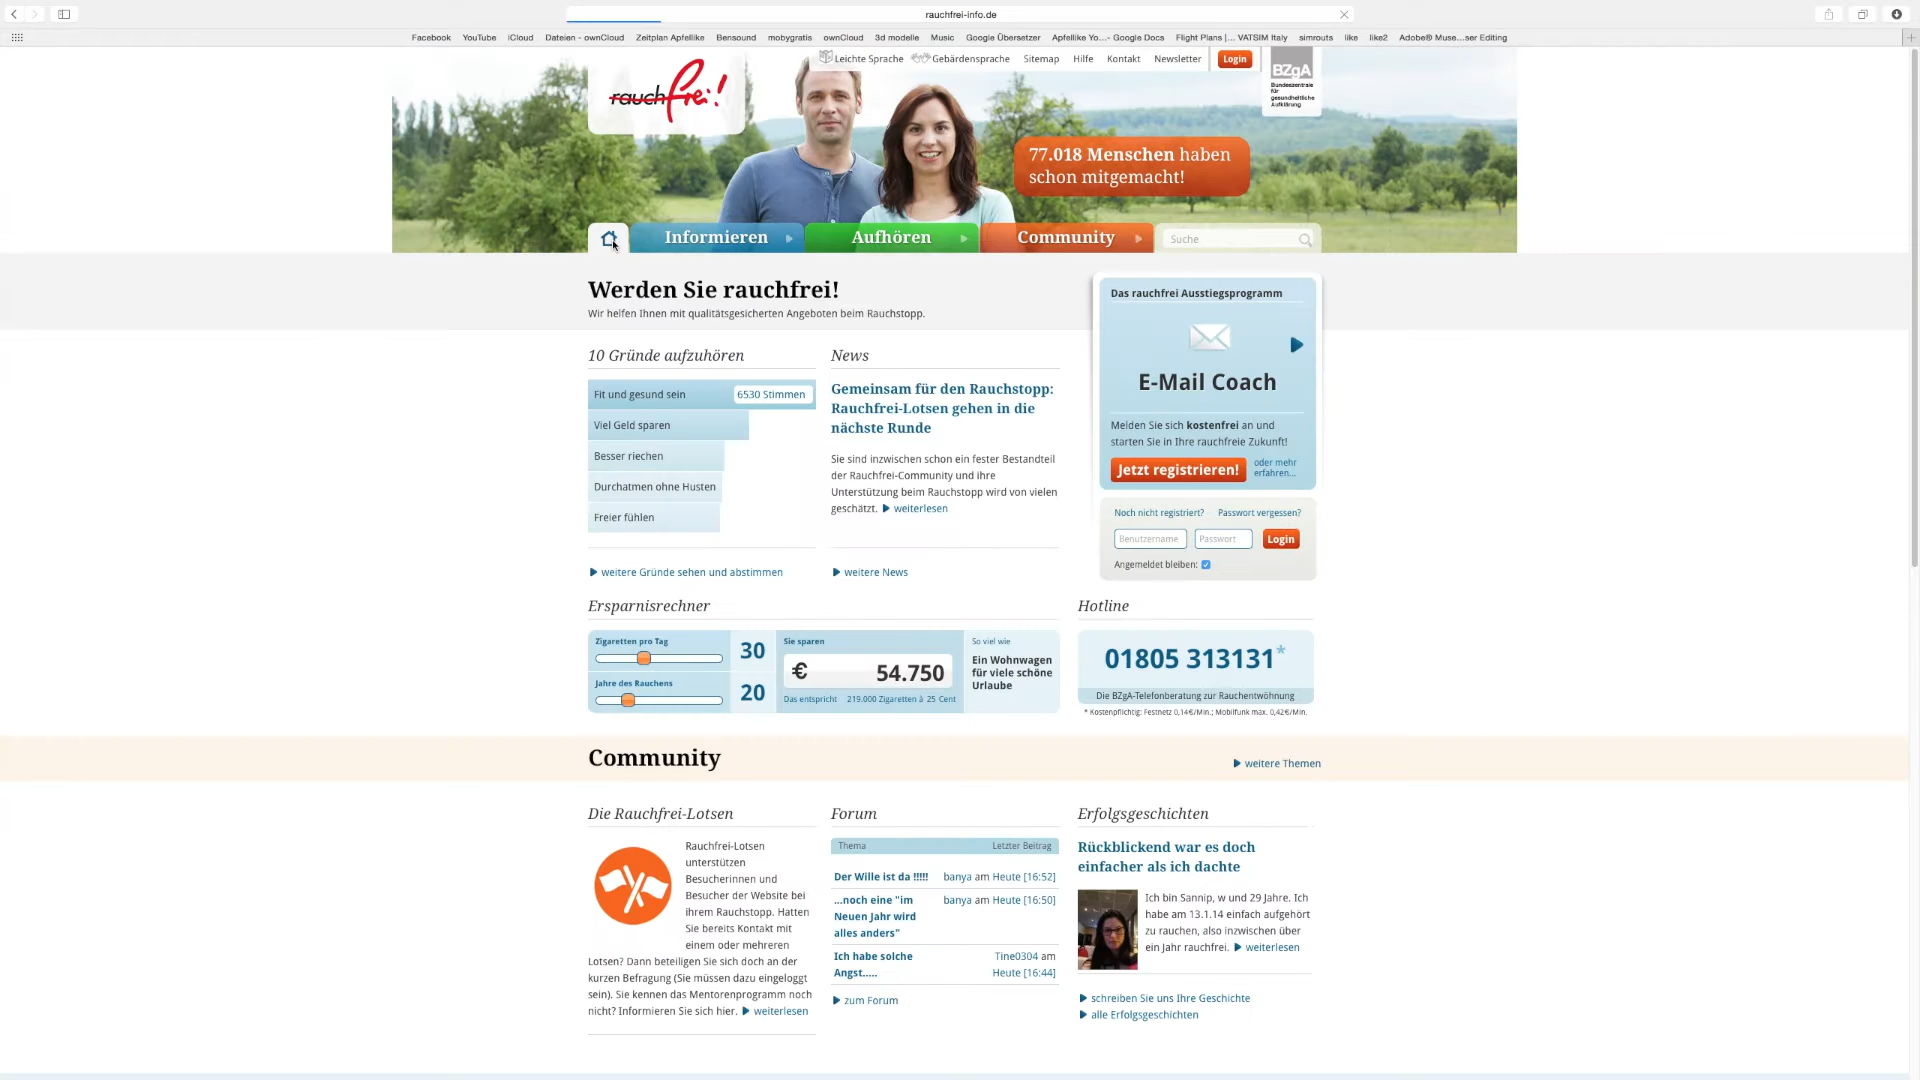 rauchfrei-info.de
Facebook YouTube iCloud Dateien - ownCloud Zeitplan Apfellike Bensound mobygratis ownCloud 3d modelle Music Google Übersetzer Apfellike Yo...- Google Docs Flight Plans |... VATSIM Italy simrouts like like2 Adobe® Muse...ser Editing
Leichte Sprache Gebärdensprache Sitemap Hilfe Kontakt Newsletter Login
rauchfrei!
BZgA
Bundeszentrale
für
gesundheitliche
Aufklärung
77.018 Menschen haben
schon mitgemacht!
Informieren Aufhören Community Suche
Werden Sie rauchfrei!
Wir helfen Ihnen mit qualitätsgesicherten Angeboten beim Rauchstopp.
10 Gründe aufzuhören
Fit und gesund sein 6530 Stimmen
Viel Geld sparen
Besser riechen
Durchatmen ohne Husten
Freier fühlen
weitere Gründe sehen und abstimmen
News
Gemeinsam für den Rauchstopp:
Rauchfrei-Lotsen gehen in die
nächste Runde
Sie sind inzwischen schon ein fester Bestandteil
der Rauchfrei-Community und ihre
Unterstützung beim Rauchstopp wird von vielen
geschätzt. weiterlesen
weitere News
Das rauchfrei Ausstiegsprogramm
E-Mail Coach
Melden Sie sich kostenfrei an und
starten Sie in Ihre rauchfreie Zukunft!
Jetzt registrieren! oder mehr
erfahren...
Noch nicht registriert? Passwort vergessen?
Benutzername Passwort Login
Angemeldet bleiben:
Ersparnisrechner
Zigaretten pro Tag 30
Jahre des Rauchens 20
Sie sparen
€ 54.750
Das entspricht 219.000 Zigaretten à 25 Cent
So viel wie
Ein Wohnwagen
für viele schöne
Urlaube
Hotline
01805 313131*
Die BZgA-Telefonberatung zur Rauchentwöhnung
* Kostenpflichtig: Festnetz 0,14€/Min.; Mobilfunk max. 0,42€/Min.
Community
weitere Themen
Die Rauchfrei-Lotsen
Rauchfrei-Lotsen
unterstützen
Besucherinnen und
Besucher der Website bei
ihrem Rauchstopp. Hatten
Sie bereits Kontakt mit
einem oder mehreren
Lotsen? Dann beteiligen Sie sich doch an der
kurzen Befragung (Sie müssen dazu eingeloggt
sein). Sie kennen das Mentorenprogramm noch
nicht? Informieren Sie sich hier. weiterlesen
Forum
Thema Letzter Beitrag
Der Wille ist da !!!!! banya am Heute [16:52]
...noch eine "im banya am Heute [16:50]
Neuen Jahr wird
alles anders"
Ich habe solche Tine0304 am
Angst..... Heute [16:44]
zum Forum
Erfolgsgeschichten
Rückblickend war es doch
einfacher als ich dachte
Ich bin Sannip, w und 29 Jahre. Ich
habe am 13.1.14 einfach aufgehört
zu rauchen, also inzwischen über
ein Jahr rauchfrei. weiterlesen
schreiben Sie uns Ihre Geschichte
alle Erfolgsgeschichten